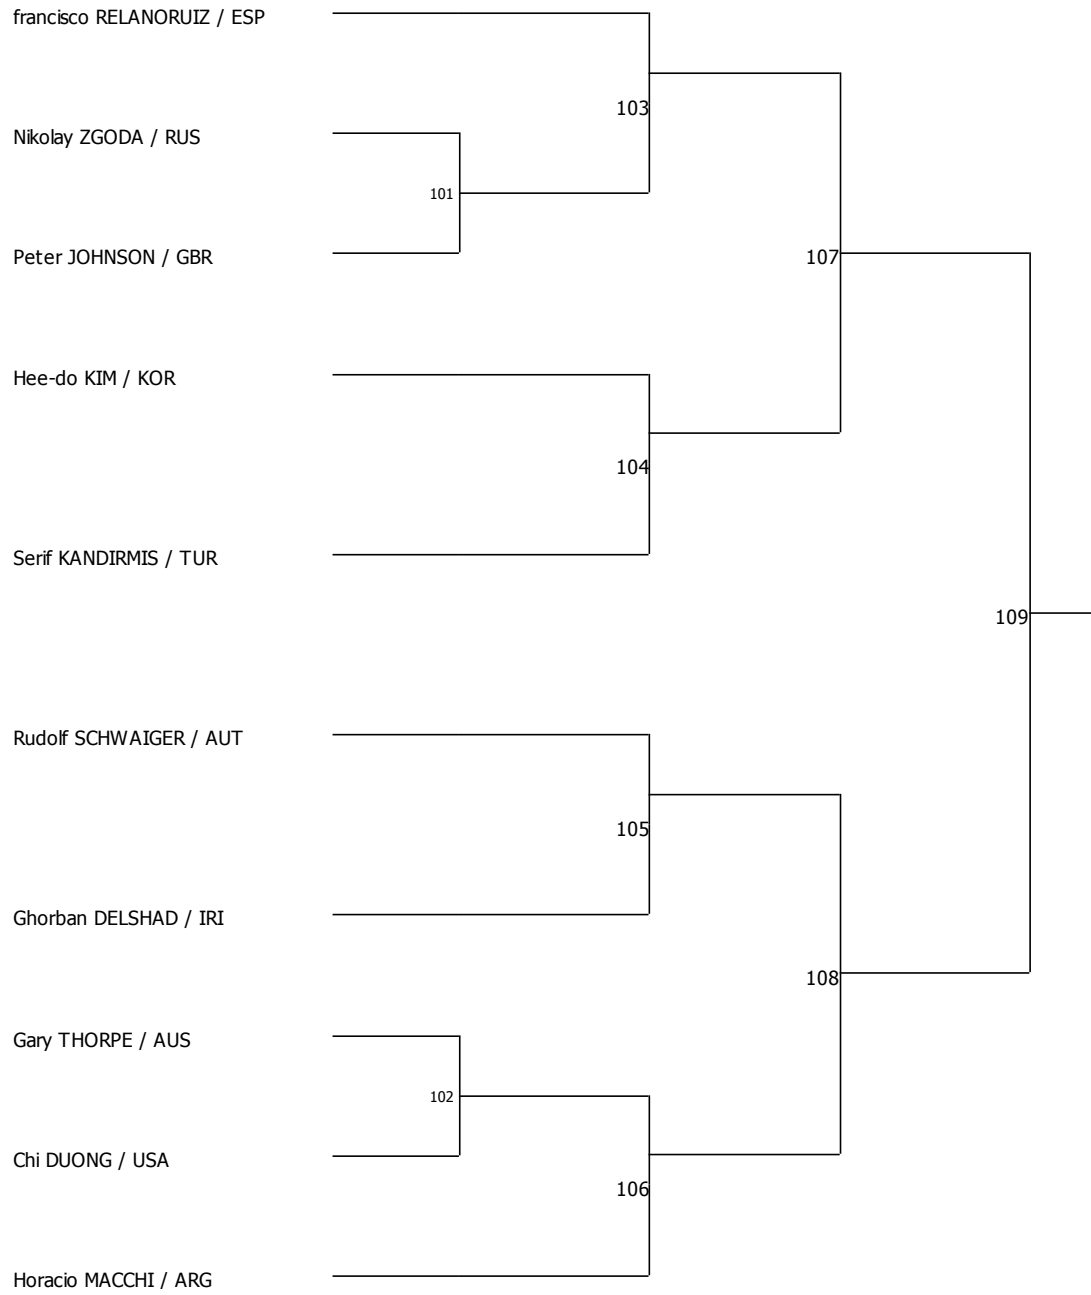 francisco RELANORUIZ / ESP
103
Nikolay ZGODA / RUS
101
Peter JOHNSON / GBR
107
Hee-do KIM / KOR
104
Serif KANDIRMIS / TUR
109
Rudolf SCHWAIGER / AUT
105
Ghorban DELSHAD / IRI
108
Gary THORPE / AUS
102
Chi DUONG / USA
106
Horacio MACCHI / ARG